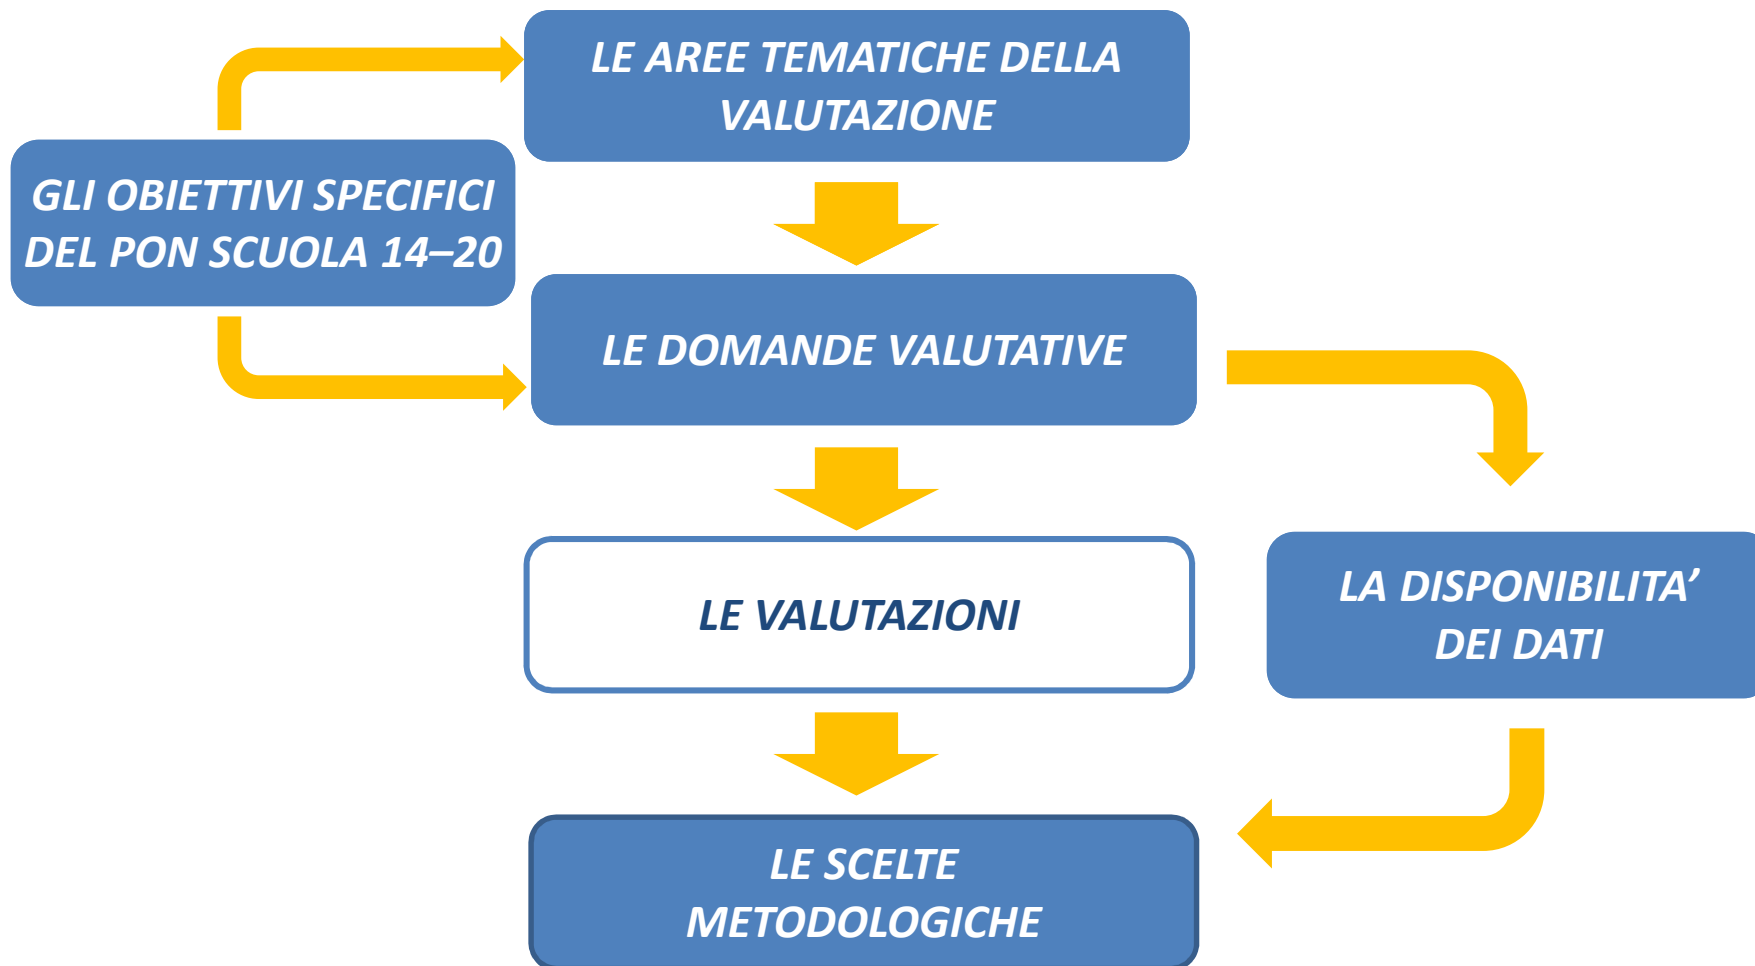 LE AREE TEMATICHE DELLA
VALUTAZIONE
GLI OBIETTIVI SPECIFICI
DEL PON SCUOLA 14–20
LE DOMANDE VALUTATIVE
LE VALUTAZIONI
LA DISPONIBILITA’
DEI DATI
LE SCELTE
METODOLOGICHE